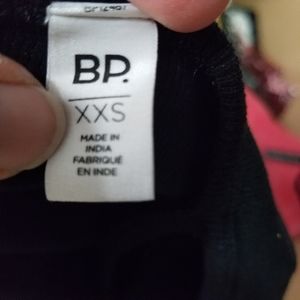 BP.
XXS
MADE IN
INDIA
FABRIQUÉ
EN INDE